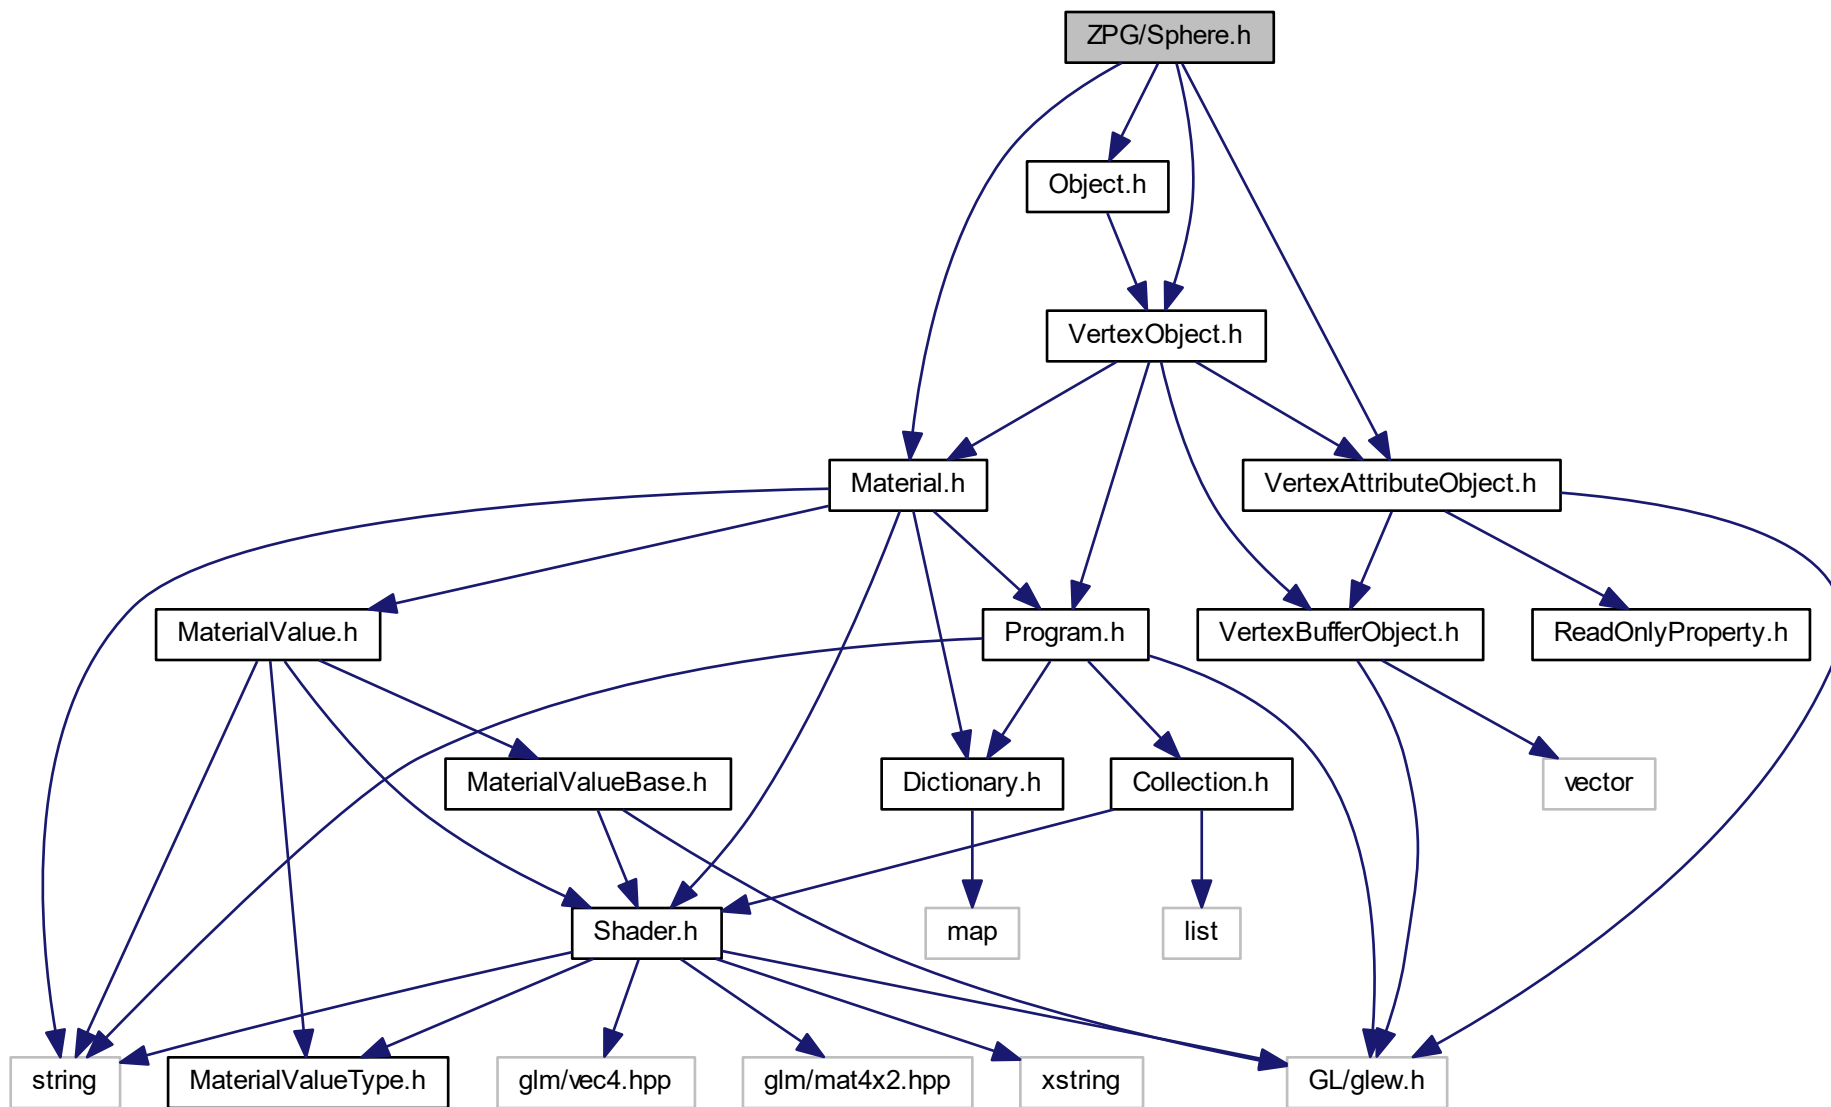 ZPG/Sphere.h
Object.h
VertexObject.h
Material.h
VertexAttributeObject.h
MaterialValue.h
Program.h
VertexBufferObject.h
ReadOnlyProperty.h
MaterialValueBase.h
Dictionary.h
Collection.h
vector
Shader.h
map
list
string
MaterialValueType.h
glm/vec4.hpp
glm/mat4x2.hpp
xstring
GL/glew.h